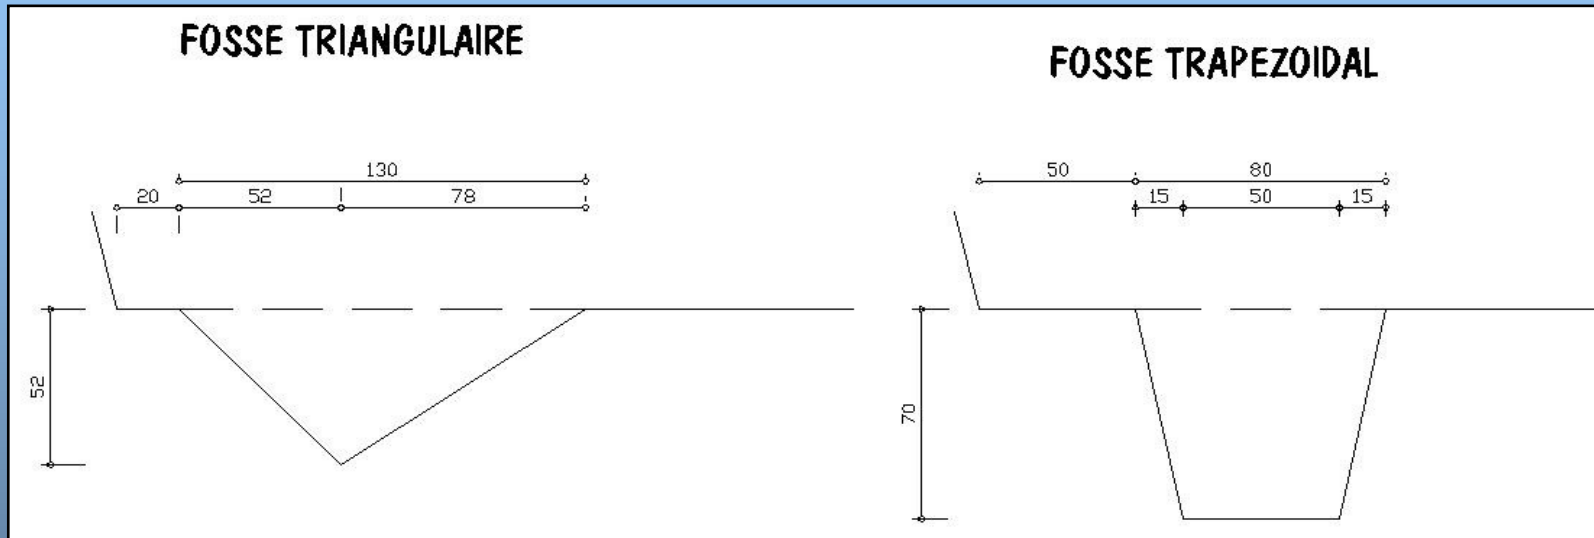 FOSSE TRIANGULAIRE
FOSSE TRAPEZOIDAL
130
20 52 78
52
50 80
15 50 15
70